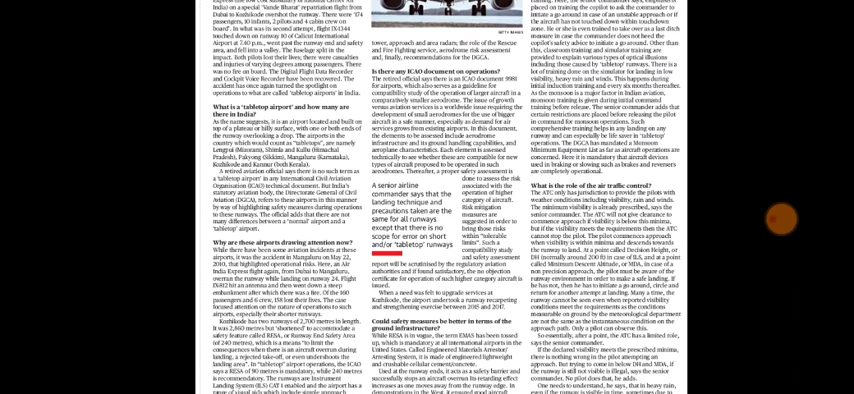 Indian on a special 'Vande Bharat' repatriation flight from
Dubai to Kozhikode overshot the runway. There were '174
passengers, 10 infants, 2 pilots and 4 cabin crew on
board'. In what was its second attempt, flight IX1344
touched down on runway 10 of Calicut International
Airport at 7.40 p.m., went past the runway end and safety
area, and fell into a valley. The fuselage split in the
impact. Both pilots lost their lives; there were casualties
and injuries of varying degrees among passengers. There
was no fire on board. The Digital Flight Data Recorder
and Cockpit Voice Recorder have been recovered. The
accident has once again turned the spotlight on
operations to what are called 'tabletop airports' in India.
What is a 'tabletop airport' and how many are
there in India?
As the name suggests, it is an airport located and built on
top of a plateau or hilly surface, with one or both ends of
the runway overlooking a drop. The airports in the
country which would count as "tabletops", are namely
Lengpui (Mizoram), Shimla and Kullu (Himachal
Pradesh), Pakyong (Sikkim), Mangaluru (Karnataka),
Kozhikode and Kannur (both Kerala).
A retired aviation official says there is no such term as
a 'tabletop airport' in any International Civil Aviation
Organisation (ICAO) technical document. But India's
statutory aviation body, the Directorate General of Civil
Aviation (DGCA), refers to these airports in this manner
by way of highlighting safety measures during operations
to these runways. The official adds that there are not
many differences between a 'normal' airport and a
'tabletop' airport.
Why are these airports drawing attention now?
While there have been some aviation incidents at these
airports, it was the accident in Mangaluru on May 22,
2010, that highlighted operational risks. Here, an Air
India Express flight again, from Dubai to Mangaluru,
overran the runway while landing on runway 24. Flight
IX812 hit an antenna and then went down a steep
embankment after which there was a fire. Of the 160
passengers and 6 crew, 158 lost their lives. The case
focused attention on the nature of operations to such
airports, especially their shorter runways.
Kozhikode has two runways of 2,700 metres in length.
It was 2,860 metres but 'shortened' to accommodate a
safety feature called RESA, or Runway End Safety Area
(of 240 metres), which is a means "to limit the
consequences when there is an aircraft overrun during
landing, a rejected take-off, or even undershoots the
landing area". In "tabletop" airport operations, the ICAO
says a RESA of 90 metres is mandatory, while 240 metres
is recommended. The runways are Instrument
Landing System (ILS) CAT I enabled and the airport has a
GETTY IMAGES
tower, approach and area radars; the role of the Rescue
and Fire Fighting service, aerodrome risk assessment
and, finally, recommendations for the DGCA.
Is there any ICAO document on operations?
The retired official says there is an ICAO document 9981
for airports, which also serves as a guideline for
compatibility study of the operation of larger aircraft in a
comparatively smaller aerodrome. The issue of growth
versus aviation services is a worldwide issue requiring the
development of small aerodromes for the use of bigger
aircraft in a safe manner, especially as demand for air
services grows from existing airports. In this document,
the elements to be assessed include aerodrome
infrastructure and its ground handling capabilities, and
aeroplane characteristics. Each element is assessed
technically to see whether these are compatible for new
types of aircraft proposed to be operated in such
aerodromes. Thereafter, a proper safety assessment is
done to assess the risk
associated with the
operation of higher
category of aircraft.
Risk mitigation
measures are
suggested in order to
bring those risks
within "tolerable
limits". Such a
compatibility study
and safety assessment
report will be scrutinised by the regulatory aviation
authorities and if found satisfactory, the no objection
certificate for operation of such higher category aircraft is
issued.
When a need was felt to upgrade services at
Kozhikode, the airport undertook a runway recarpeting
and strengthening exercise between 2015 and 2017.
A senior airline
commander says that the
landing technique and
precautions taken are the
same for all runways
except that there is no
scope for error on short
and/or 'tabletop' runways
Could safety measures be better in terms of the
ground infrastructure?
While RESA is in vogue, the term EMAS has been tossed
up, which is mandatory at all international airports in the
United States. Called Engineered Materials Arrestor/
Arresting System, it is made of engineered lightweight
and crushable cellular cement/concrete.
Used at the runway ends, it acts as a safety barrier and
successfully stops an aircraft overrun. Its retarding effect
increases as one moves away from the runway edge. In
placed on training the copilot to ask the commander to
initiate a go around in case of an unstable approach or if
the aircraft has not touched down within touchdown
zone. He or she is even trained to take over as a last ditch
measure in case the commander does not heed the
copilot's safety advice to initiate a go around. Other than
this, classroom training and simulator training are
provided to explain various types of optical illusions
including those caused by 'tabletop' runways. There is a
lot of training done on the simulator for landing in low
visibility, heavy rain and winds. This happens during
initial induction training and every six months thereafter.
As the monsoon is a major factor in Indian aviation,
monsoon training is given during initial command
training before release. The senior commander adds that
certain restrictions are placed before releasing the pilot
in command for monsoon operations. Such
comprehensive training helps in any landing on any
runway and can especially be life saver in 'tabletop'
operations. The DGCA has mandated a Monsoon
Minimum Equipment List as far as aircraft operations are
concerned. Here it is mandatory that aircraft devices
used in braking or slowing such as brakes and reversers
are completely operational.
What is the role of the air traffic control?
The ATC only has jurisdiction to provide the pilots with
weather conditions including visibility, rain and winds.
The minimum visibility is already prescribed, says the
senior commander. The ATC will not give clearance to
commence approach if visibility is below this minima,
but if the visibility meets the requirements then the ATC
cannot stop the pilot. The pilot commences approach
when visibility is within minima and descends towards
the runway to land. At a point called Decision Height, or
DH (normally around 200 ft) in case of ILS, and at a point
called Minimum Descent Altitude, or MDA, in case of a
non precision approach, the pilot must be aware of the
runway environment in order to make a safe landing. If
he has not, then he has to initiate a go around, circle and
return for another attempt at landing. Many a time, the
runway cannot be seen even when reported visibility
conditions meet the requirements as the conditions
measurable on ground by the meteorological department
are not the same as the instantaneous condition on the
approach path. Only a pilot can observe this.
So essentially, after a point, the ATC has a limited role,
says the senior commander.
If the declared visibility meets the prescribed minima,
there is nothing wrong in the pilot attempting an
approach. But trying to come in below DH and MDA, if
the runway is still not visible is illegal, says the senior
commander. No pilot does that, he adds.
One needs to understand, he says, that in heavy rain,